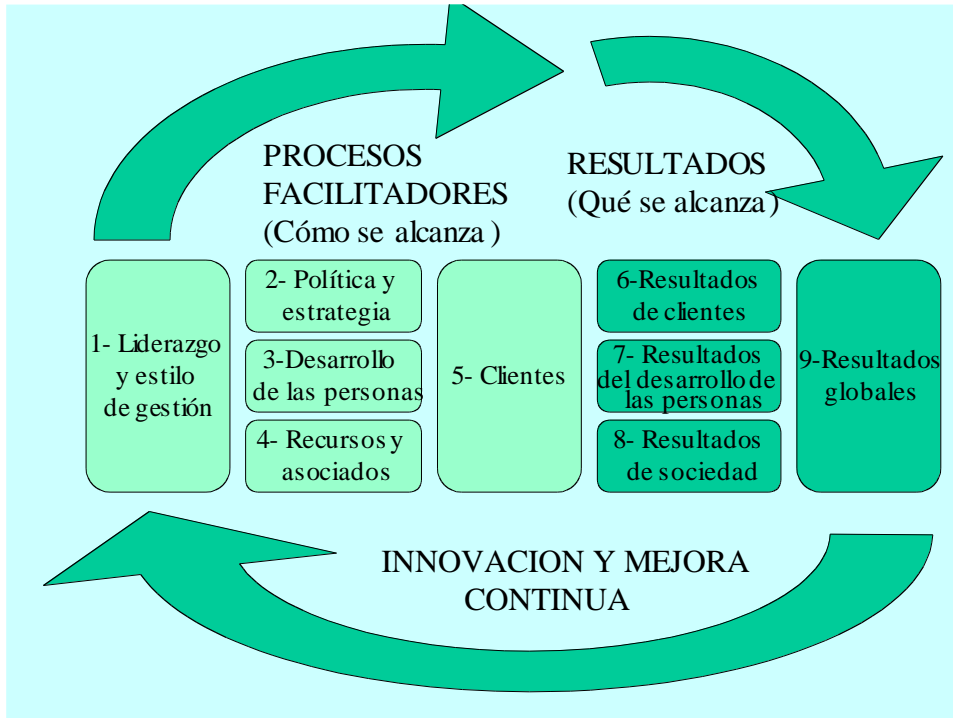 PROCESOS
FACILITADORES
(Cómo se alcanza )
RESULTADOS
(Qué se alcanza)
1- Liderazgo
y estilo
de gestión
2- Política y
estrategia
3-Desarrollo
de las personas
4- Recursos y
asociados
5- Clientes
6-Resultados
de clientes
7- Resultados
del desarrollo de
las personas
8- Resultados
de sociedad
9-Resultados
globales
INNOVACION Y MEJORA
CONTINUA